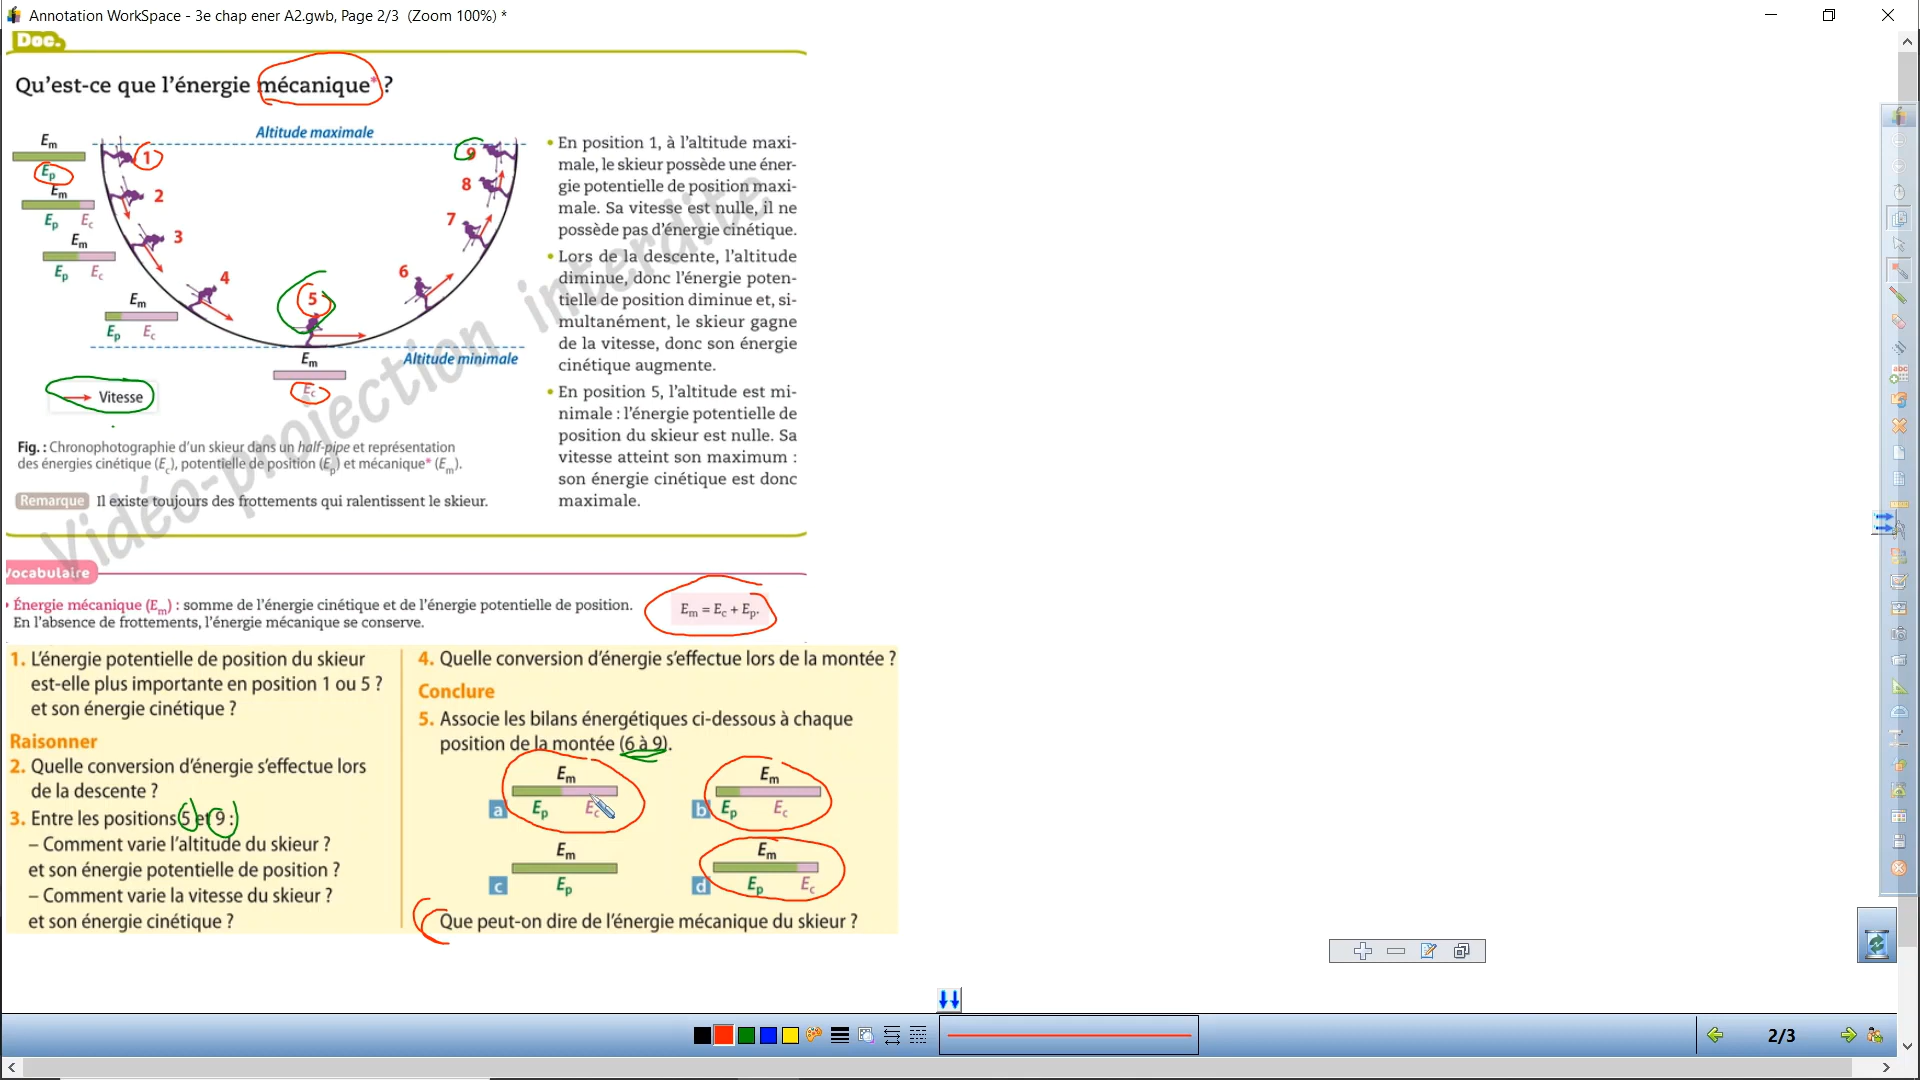 Annotation WorkSpace - 3e chap ener A2.gwb, Page 2/3 (Zoom 100%) *
Doc.
Qu'est-ce que l'énergie mécanique* ?
Altitude maximale
Em
Ep
1
Em
Ep Ec
2
Em
Ep Ec
3
Em
Ep Ec
4
5
6
7
8
9
Em
Ec
Altitude minimale
Vitesse
Fig. : Chronophotographie d'un skieur dans un half-pipe et représentation
des énergies cinétique (Ec), potentielle de position (Ep) et mécanique* (Em).
Remarque Il existe toujours des frottements qui ralentissent le skieur.
• En position 1, à l'altitude maxi-
male, le skieur possède une éner-
gie potentielle de position maxi-
male. Sa vitesse est nulle, il ne
possède pas d'énergie cinétique.
• Lors de la descente, l'altitude
diminue, donc l'énergie poten-
tielle de position diminue et, si-
multanément, le skieur gagne
de la vitesse, donc son énergie
cinétique augmente.
• En position 5, l'altitude est mi-
nimale : l'énergie potentielle de
position du skieur est nulle. Sa
vitesse atteint son maximum :
son énergie cinétique est donc
maximale.
Vidéo-projection interdite
Vocabulaire
• Énergie mécanique (Em) : somme de l'énergie cinétique et de l'énergie potentielle de position.
En l'absence de frottements, l'énergie mécanique se conserve.
Em = Ec + Ep.
1. L'énergie potentielle de position du skieur
est-elle plus importante en position 1 ou 5 ?
et son énergie cinétique ?
Raisonner
2. Quelle conversion d'énergie s'effectue lors
de la descente ?
3. Entre les positions 5 et 9 :
– Comment varie l'altitude du skieur ?
et son énergie potentielle de position ?
– Comment varie la vitesse du skieur ?
et son énergie cinétique ?
4. Quelle conversion d'énergie s'effectue lors de la montée ?
Conclure
5. Associe les bilans énergétiques ci-dessous à chaque
position de la montée (6 à 9).
Em
a Ep Ec
Em
b Ep Ec
Em
c Ep
Em
d Ep Ec
Que peut-on dire de l'énergie mécanique du skieur ?
abc
2/3